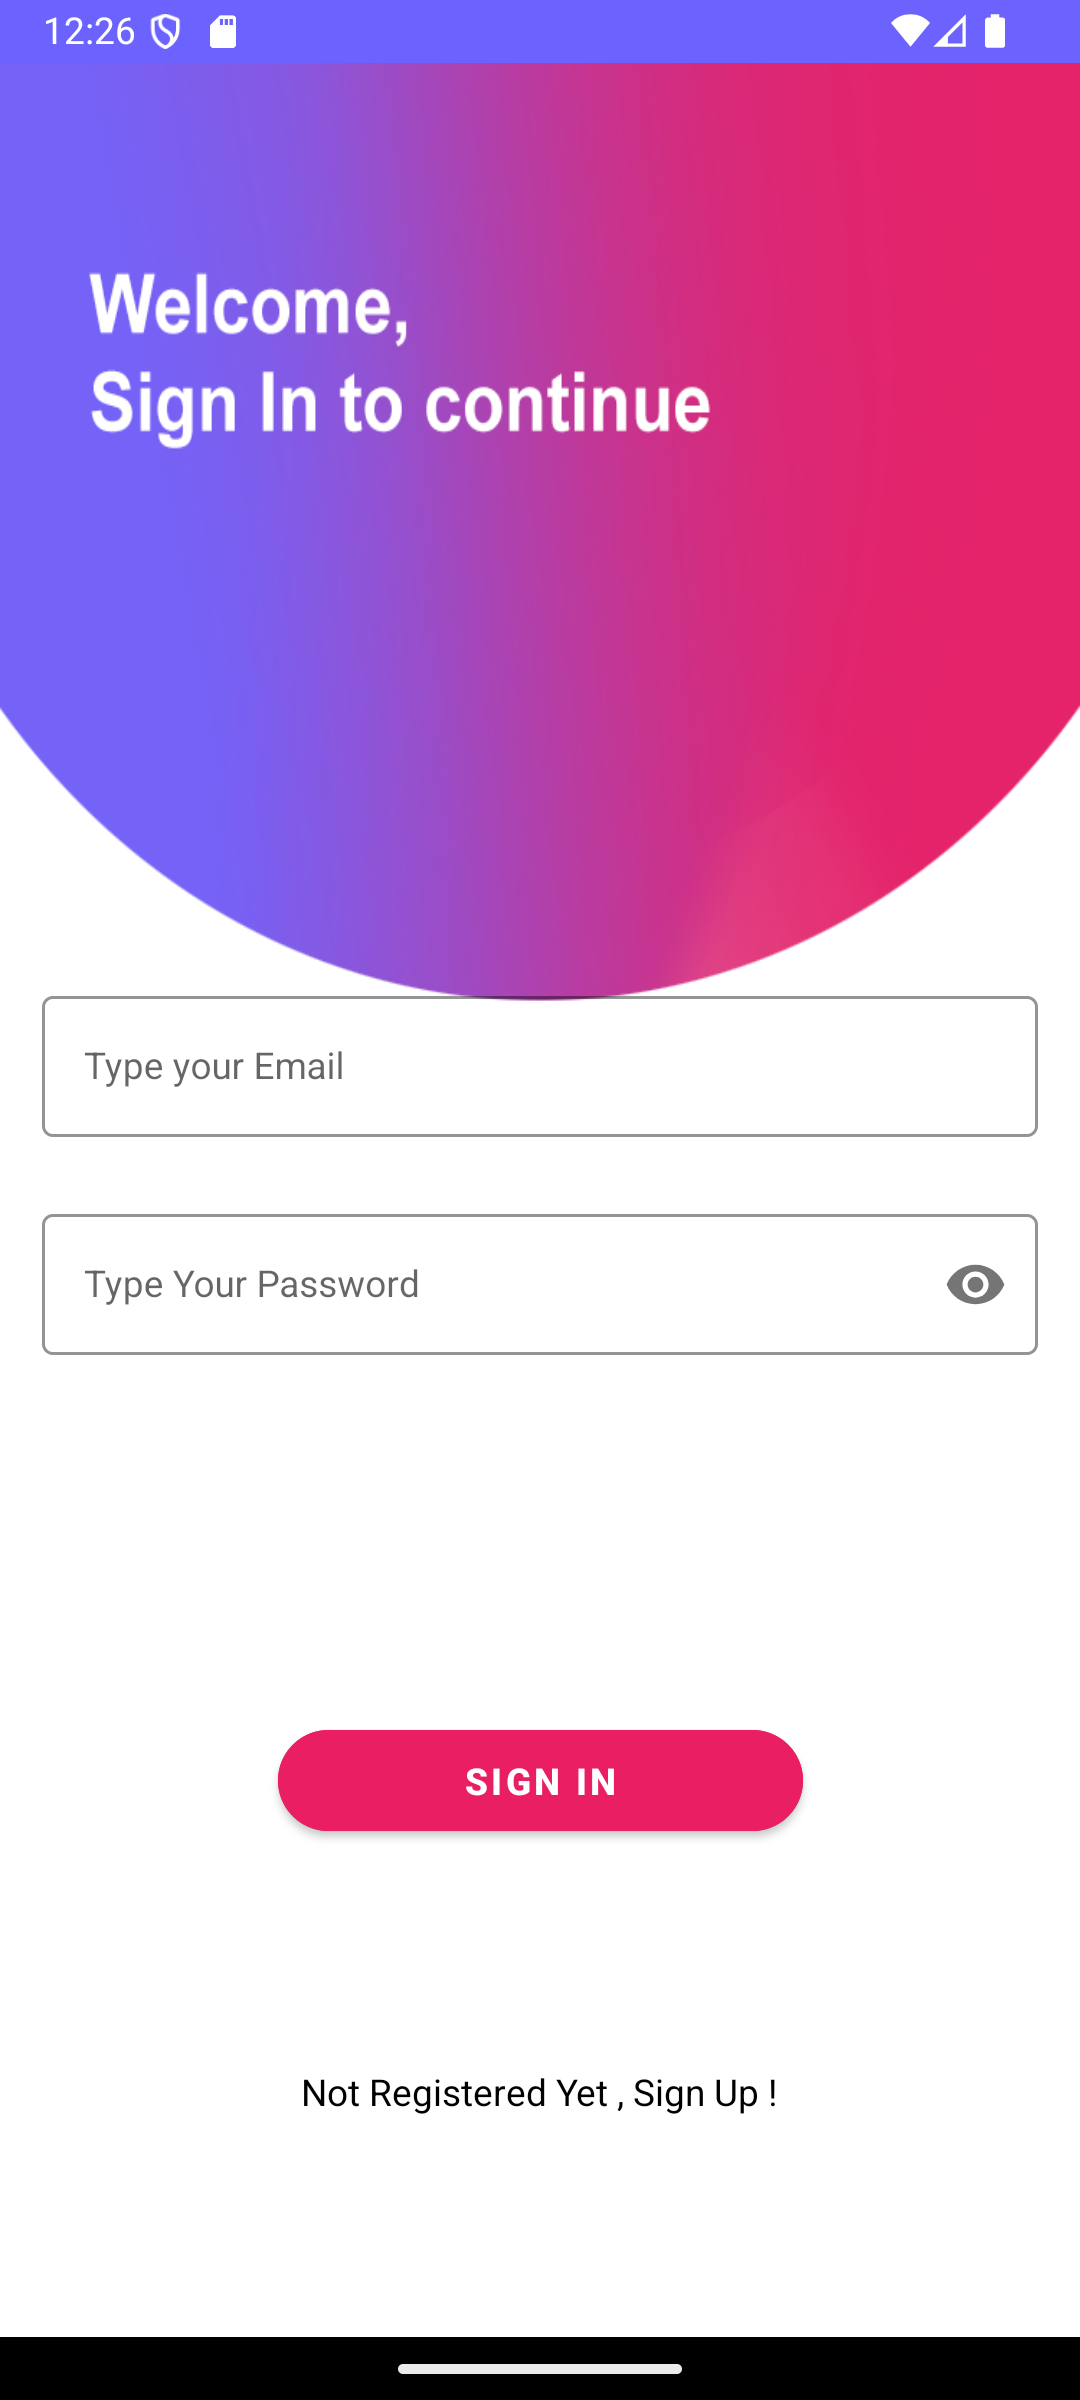 12:26
Welcome,
Sign In to continue
Type your Email
Type Your Password
SIGN IN
Not Registered Yet , Sign Up !